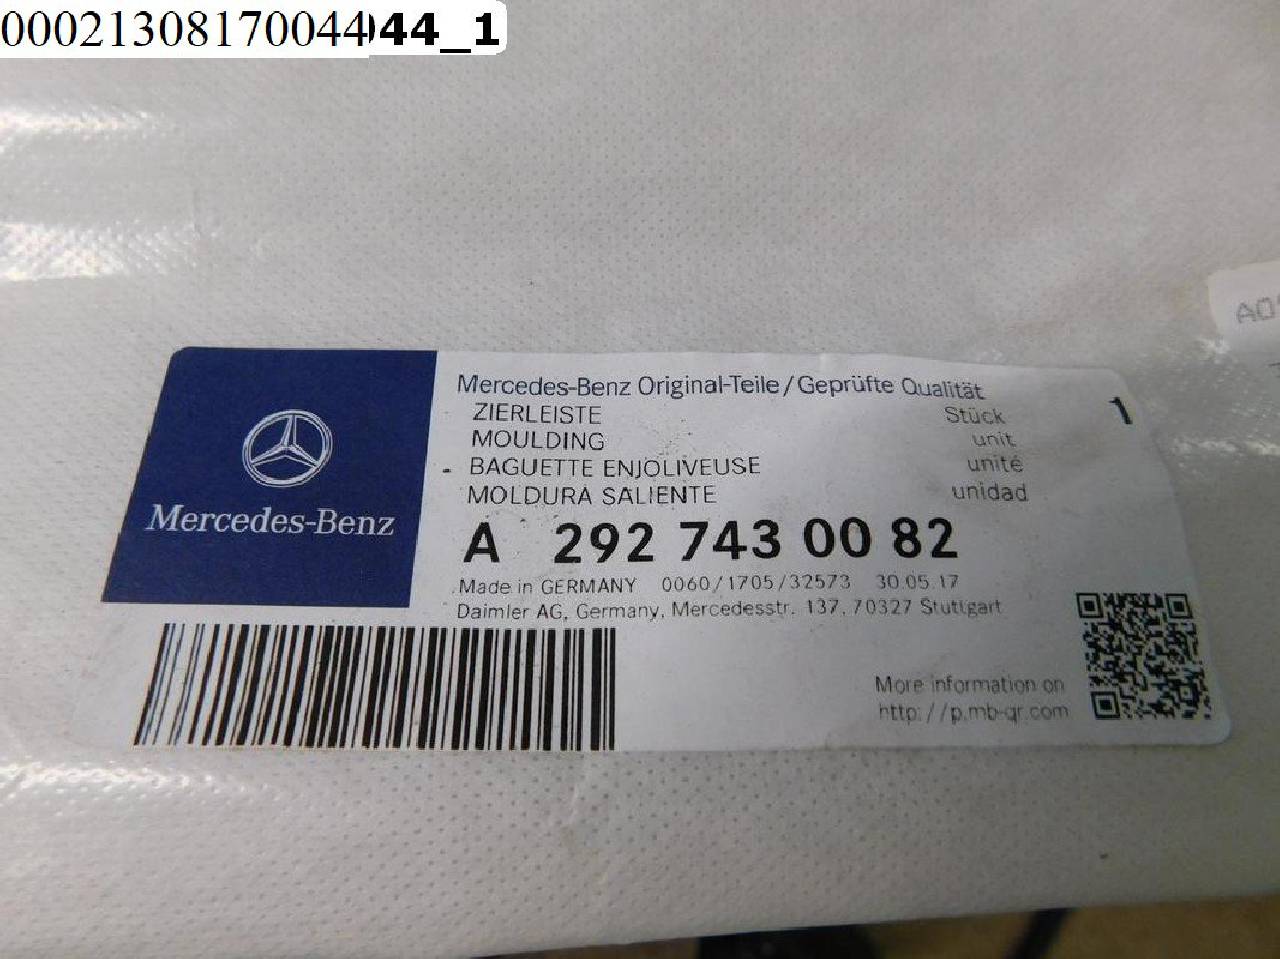 00021308170044044_1
A0
Mercedes-Benz
Mercedes-Benz Original-Teile/Geprüfte Qualität
ZIERLEISTE Stück 1
MOULDING unit
BAGUETTE ENJOLIVEUSE unité
MOLDURA SALIENTE unidad
A 292 743 00 82
Made in GERMANY 0060/1705/32573 30.05.17
Daimler AG, Germany, Mercedesstr. 137, 70327 Stuttgart
More information on
http://p.mb-qr.com